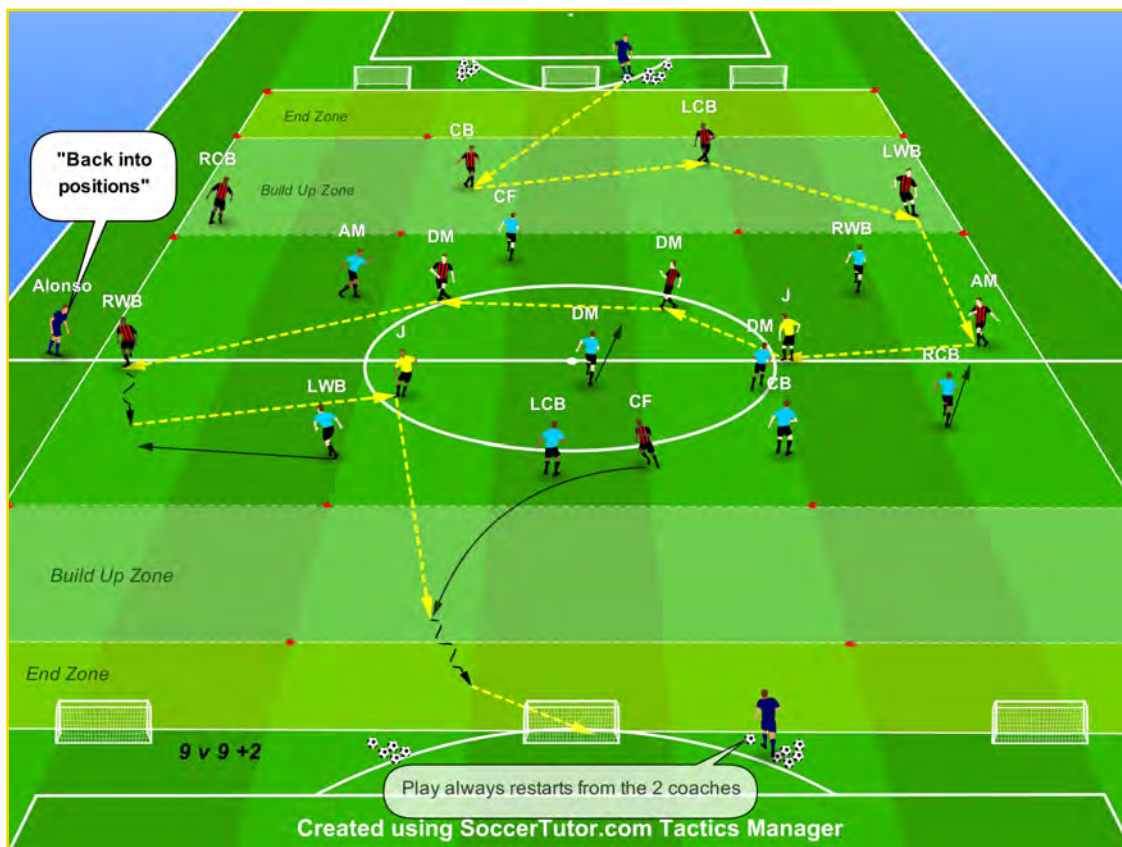 End Zone
LCB
CB
RCB
LWB
"Back into
positions"
Build Up Zone
CF
AM
DM
DM
RWB
Alonso
RWB
AM
J
DM
J
DM
RCB
CB
LWB
LCB
CF
Build Up Zone
End Zone
9 v 9 +2
Play always restarts from the 2 coaches
Created using SoccerTutor.com Tactics Manager